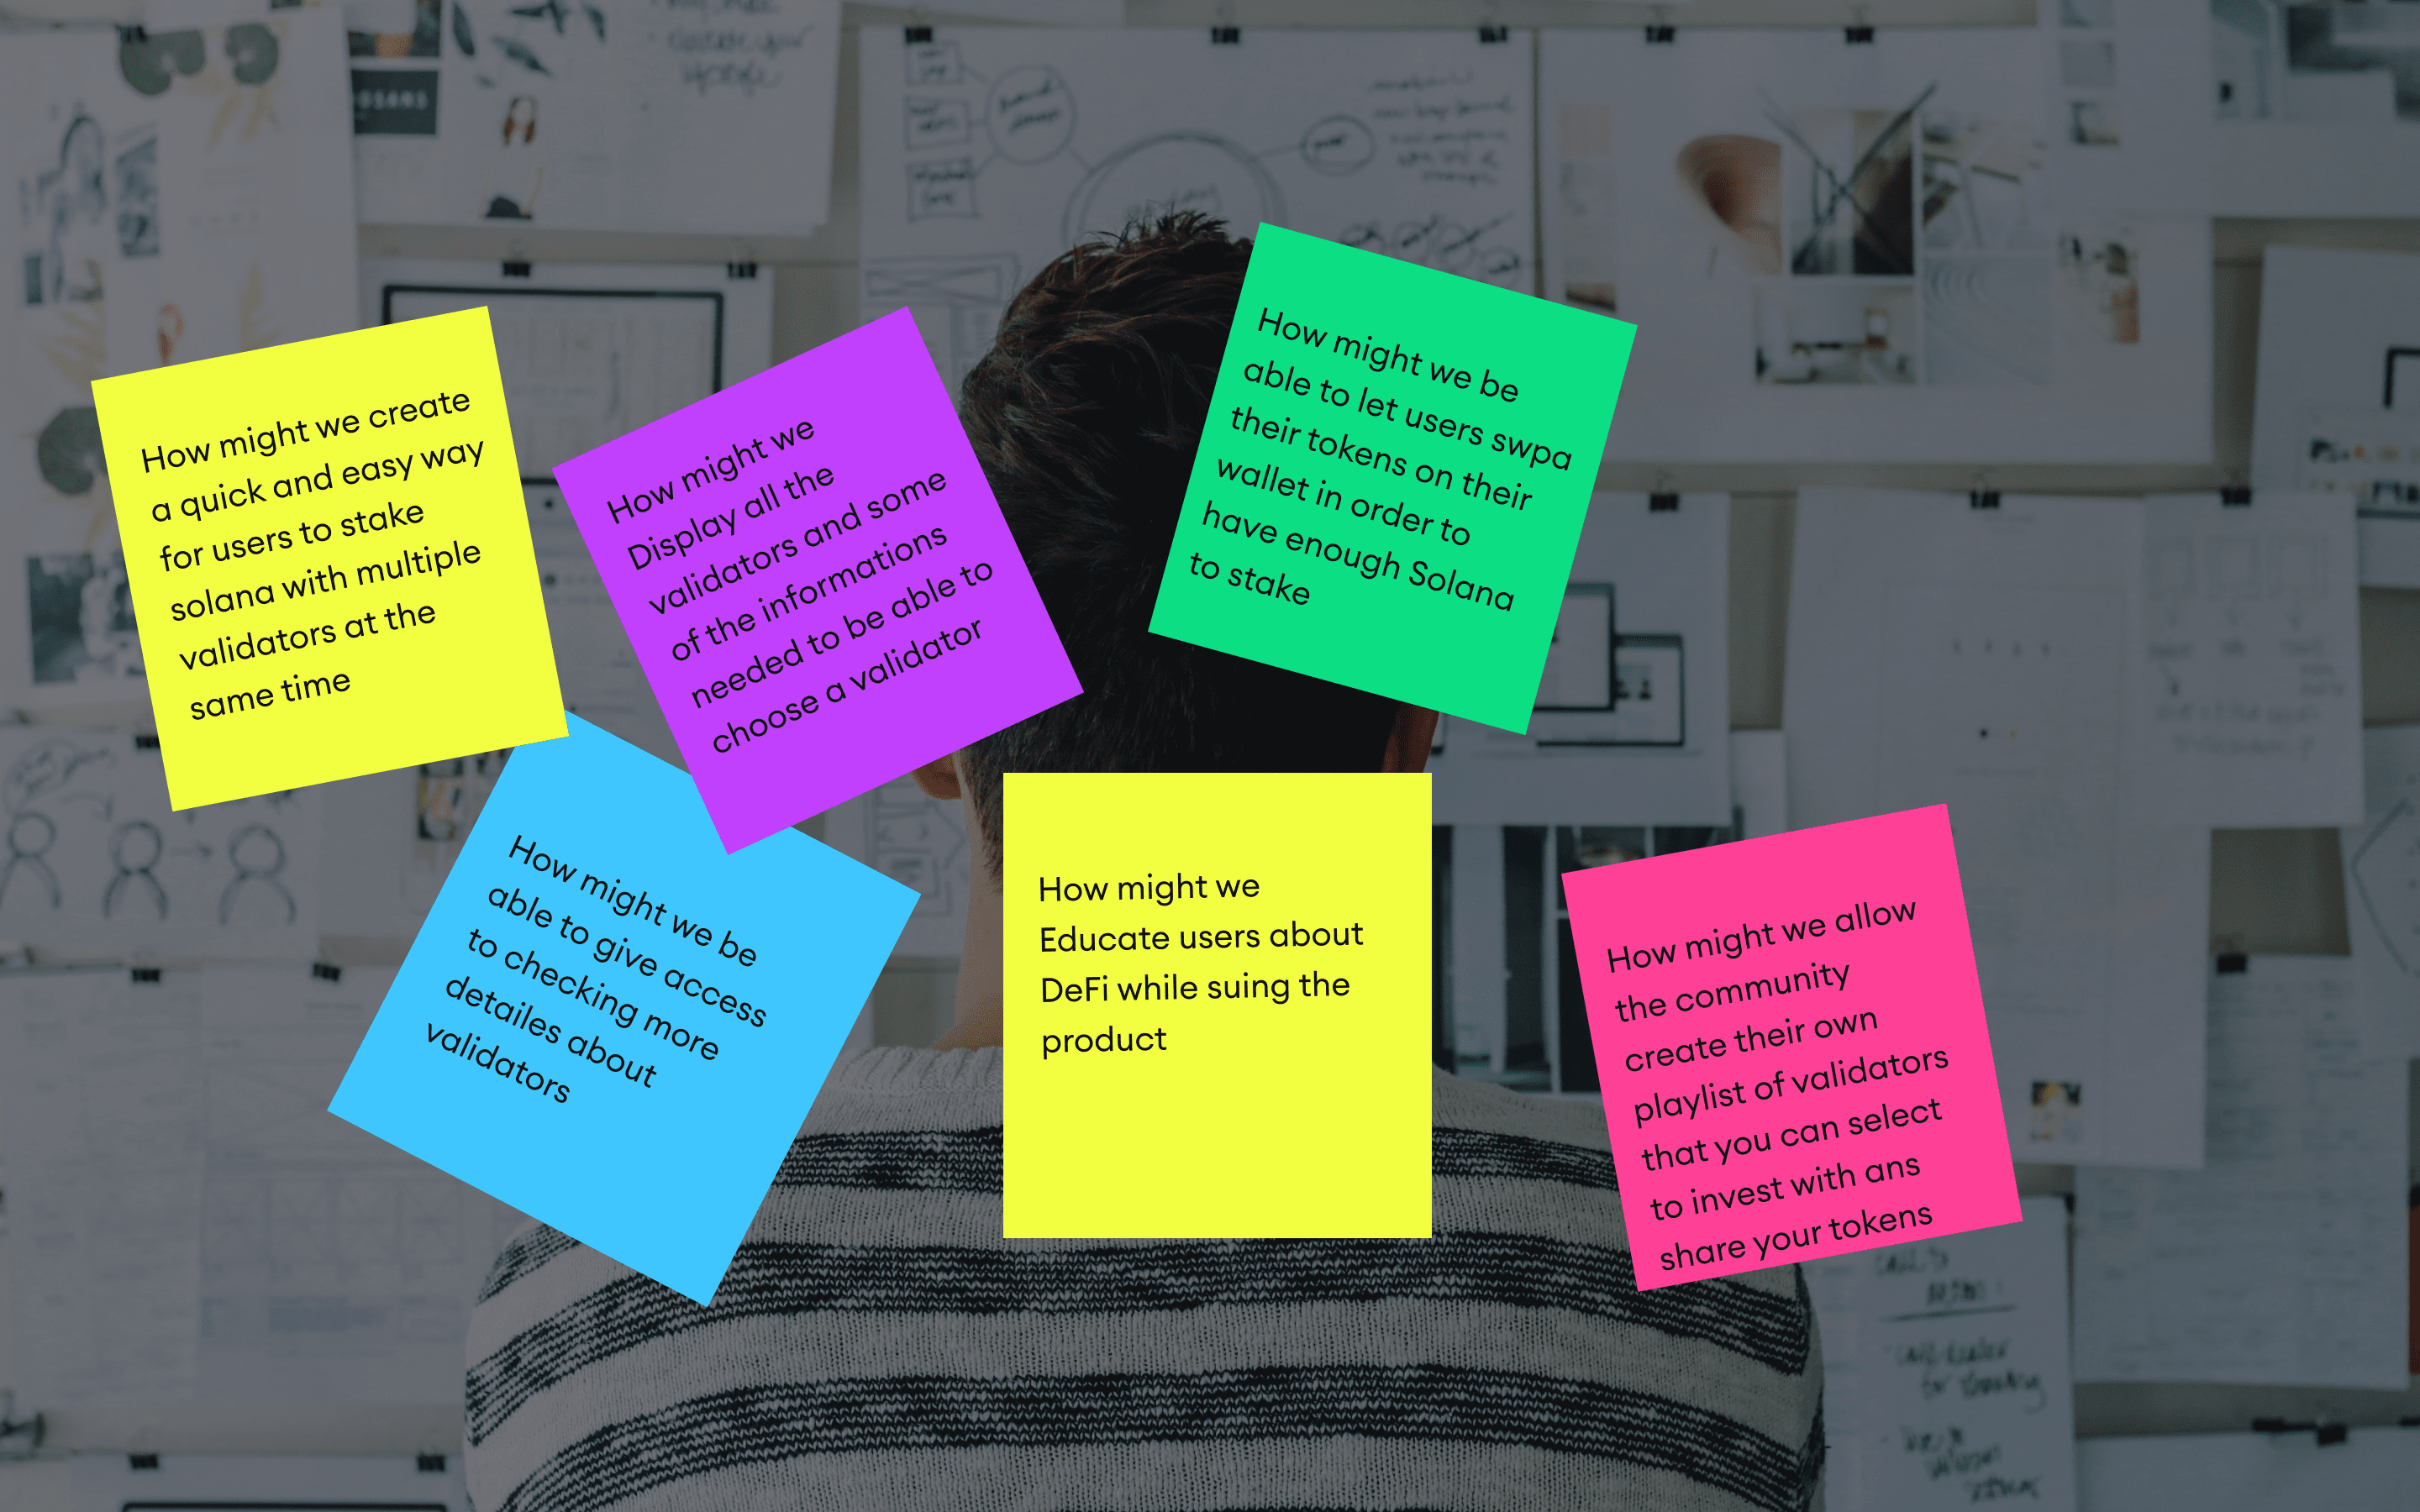 How might we create
a quick and easy way
for users to stake
solana with multiple
validators at the
same time
How might we
Display all the
validators and some
of the informations
needed to be able to
choose a validator
How might we be
able to let users swpa
their tokens on their
wallet in order to
have enough Solana
to stake
How might we be
able to give access
to checking more
detailes about
validators
How might we
Educate users about
DeFi while suing the
product
How might we allow
the community
create their own
playlist of validators
that you can select
to invest with ans
share your tokens